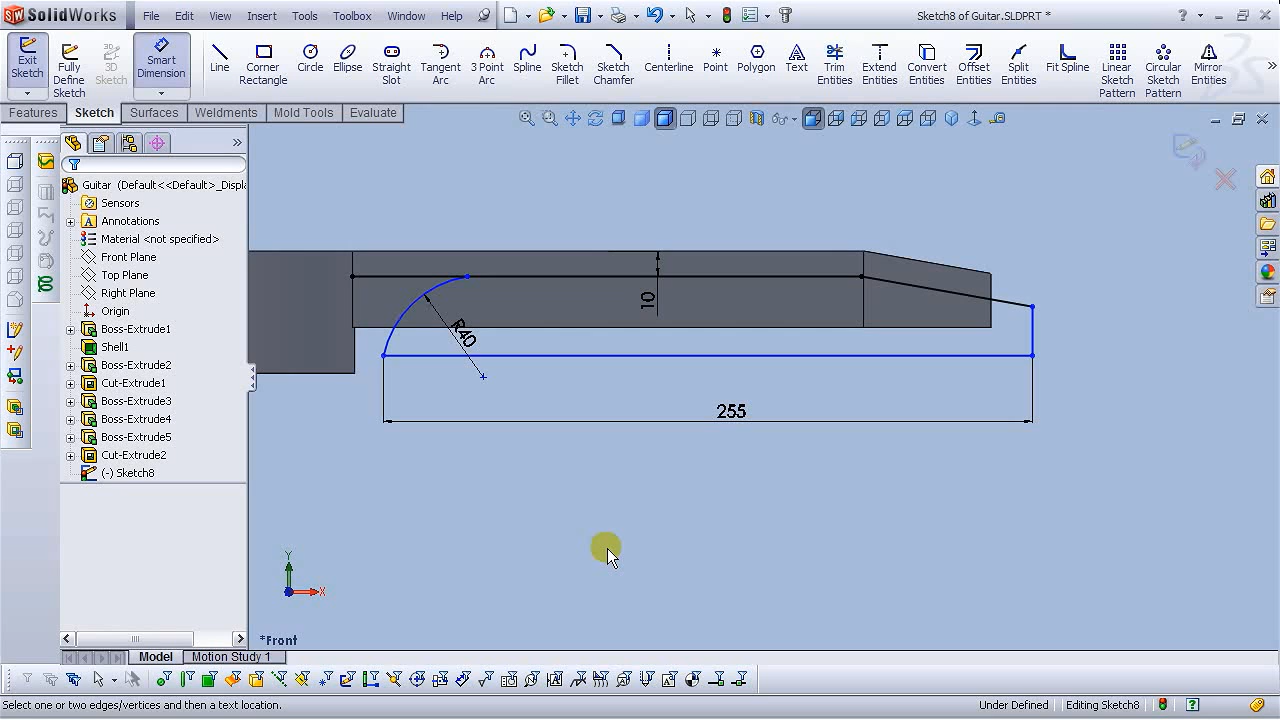 SolidWorks File Edit View Insert Tools Toolbox Window Help Sketch8 of Guitar.SLDPRT *
Exit Sketch
Fully Define Sketch
3D Sketch
Smart Dimension
Line
Corner Rectangle
Circle
Ellipse
Straight Slot
Tangent Arc
3 Point Arc
Spline
Sketch Fillet
Sketch Chamfer
Centerline
Point
Polygon
Text
Trim Entities
Extend Entities
Convert Entities
Offset Entities
Split Entities
Fit Spline
Linear Sketch Pattern
Circular Sketch Pattern
Mirror Entities
Features Sketch Surfaces Weldments Mold Tools Evaluate
Guitar (Default<<Default>_Displ
Sensors
Annotations
Material <not specified>
Front Plane
Top Plane
Right Plane
Origin
Boss-Extrude1
Shell1
Boss-Extrude2
Cut-Extrude1
Boss-Extrude3
Boss-Extrude4
Boss-Extrude5
Cut-Extrude2
(-) Sketch8
10
R40
255
Y
X
*Front
Model Motion Study 1
Select one or two edges/vertices and then a text location. Under Defined Editing Sketch8